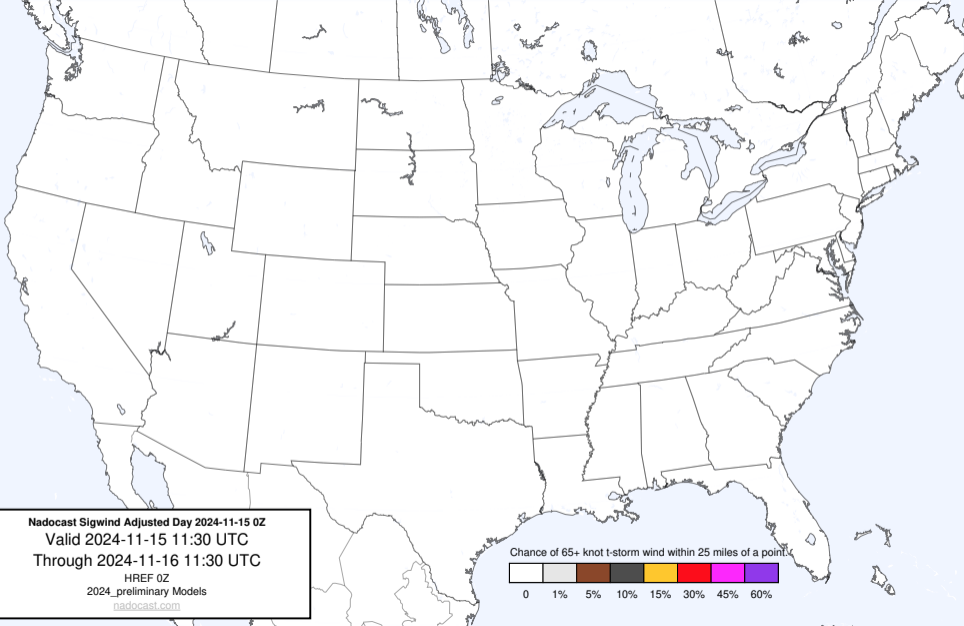 Nadocast Sigwind Adjusted Day 2024-11-15 0Z
Valid 2024-11-15 11:30 UTC
Through 2024-11-16 11:30 UTC
HREF 0Z
2024_preliminary Models
nadocast.com
Chance of 65+ knot t-storm wind within 25 miles of a point.
0 1% 5% 10% 15% 30% 45% 60%